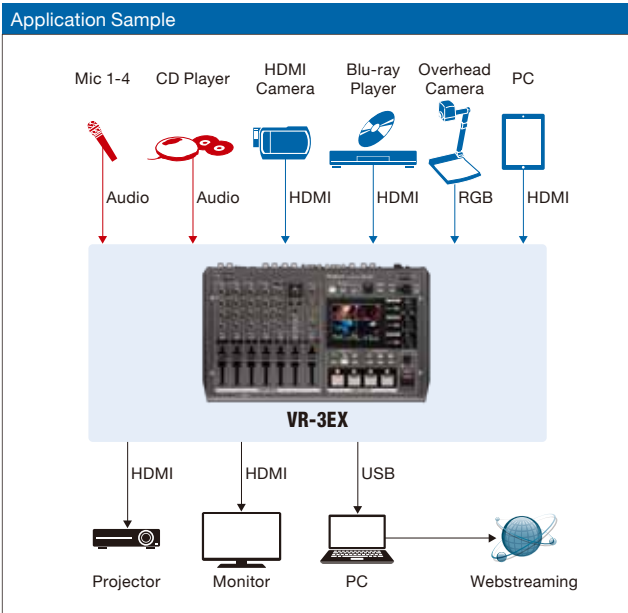 Application Sample
Mic 1-4
CD Player
HDMI
Camera
Blu-ray
Player
Overhead
Camera
PC
Audio
Audio
HDMI
HDMI
RGB
HDMI
VR-3EX
HDMI
HDMI
USB
Projector
Monitor
PC
Webstreaming